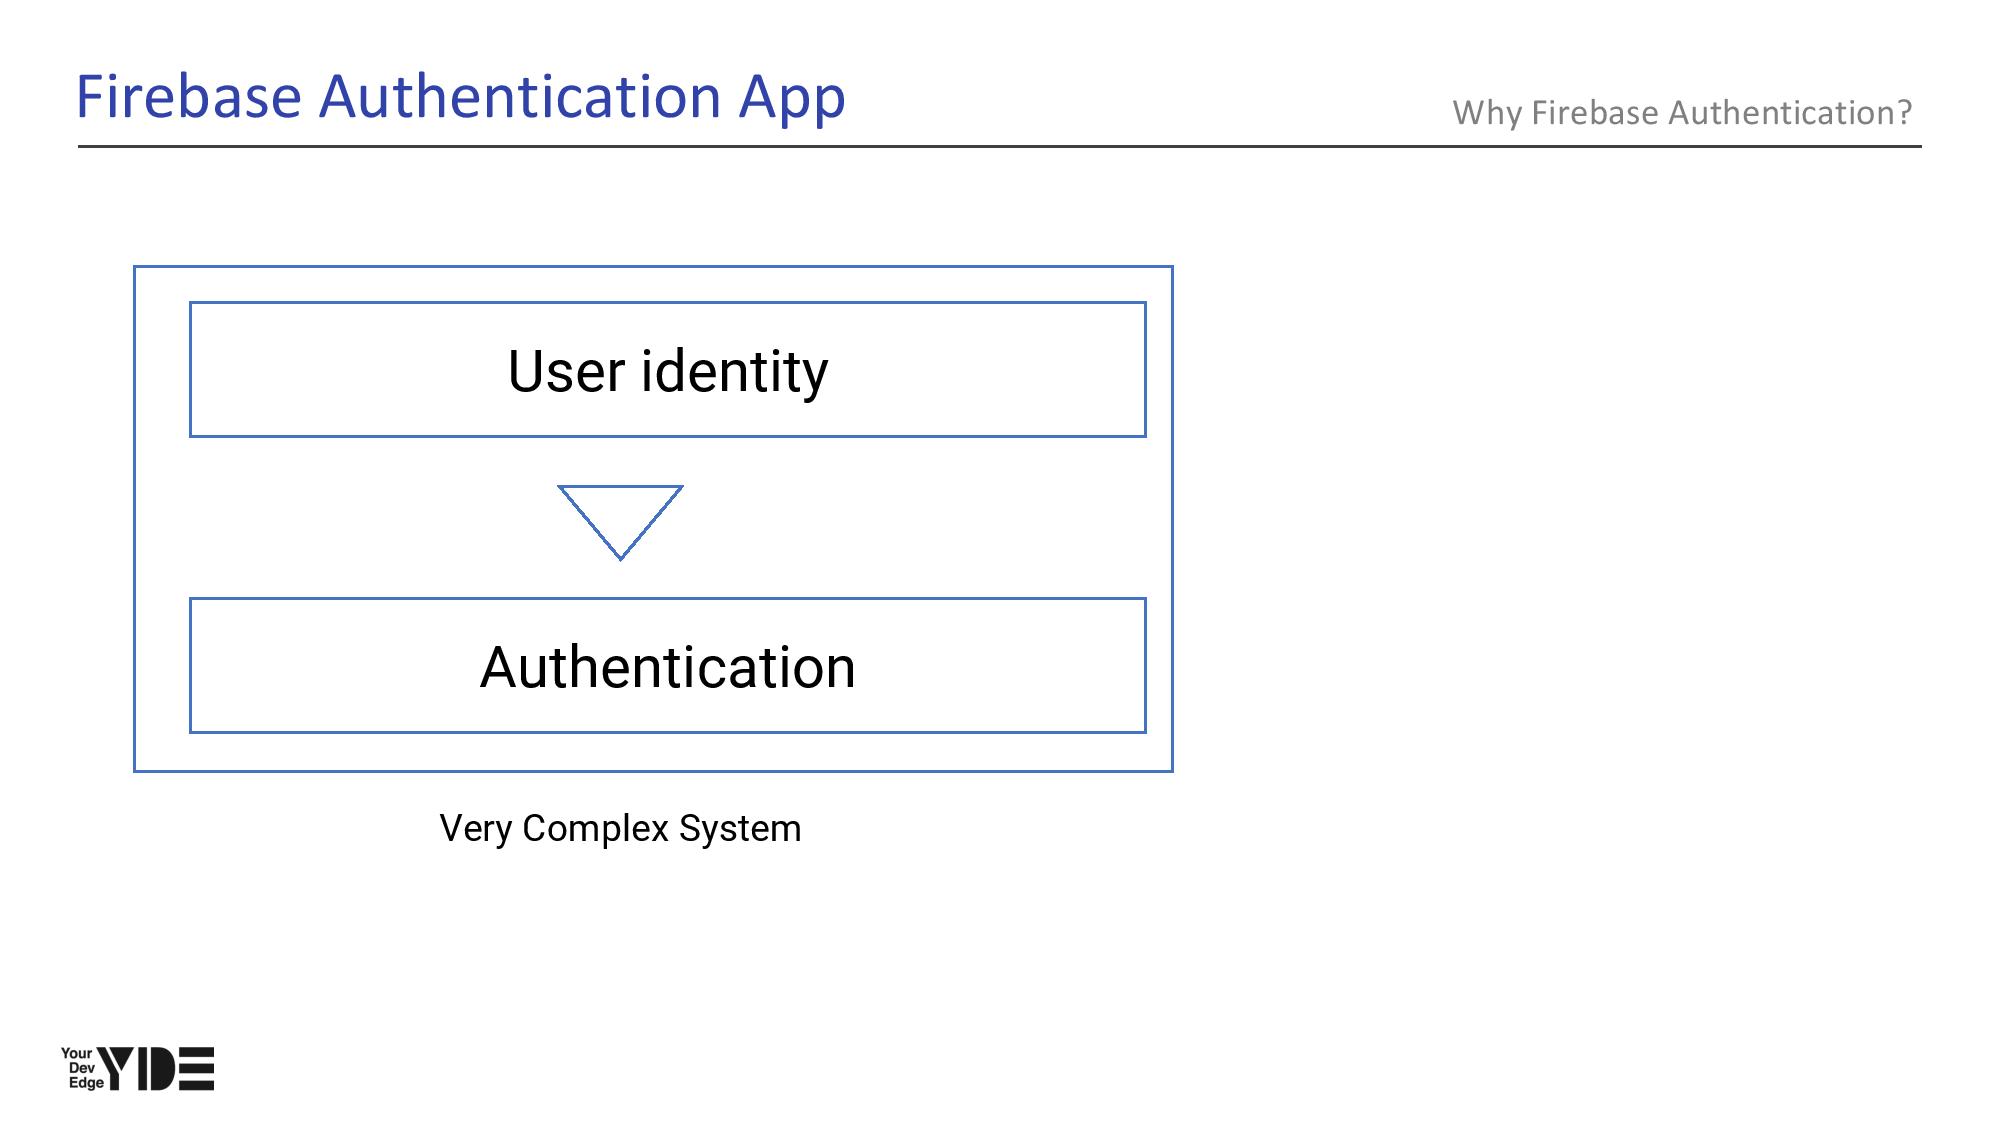 Firebase Authentication App
Why Firebase Authentication?
User identity
Authentication
Very Complex System
Your
Dev
Edge
YDE